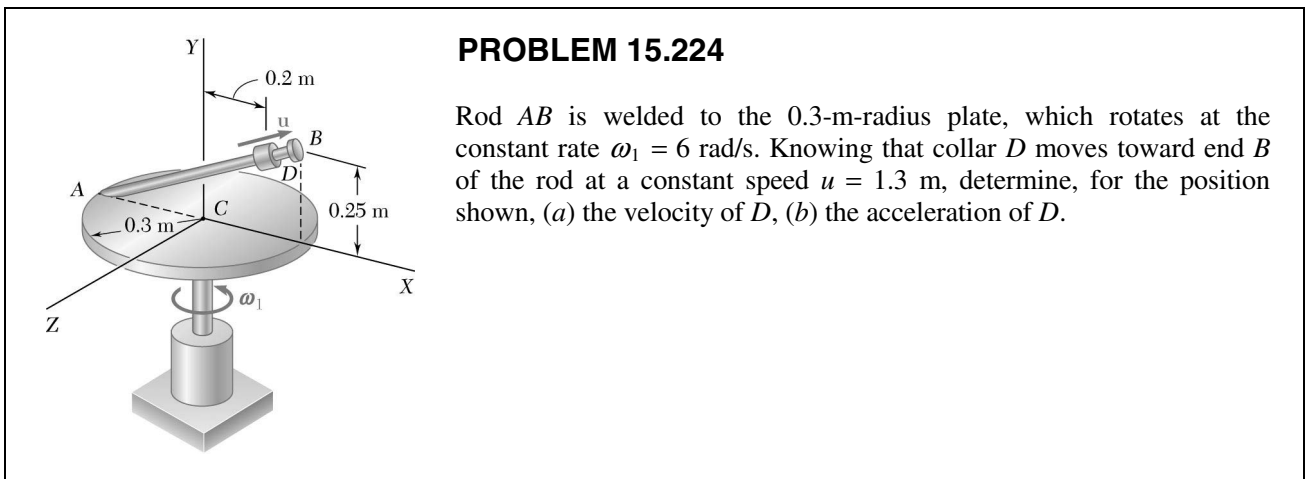 PROBLEM 15.224
Rod AB is welded to the 0.3-m-radius plate, which rotates at the
constant rate ω₁ = 6 rad/s. Knowing that collar D moves toward end B
of the rod at a constant speed u = 1.3 m, determine, for the position
shown, (a) the velocity of D, (b) the acceleration of D.
Y
0.2 m
u
B
D
A
C
0.3 m
0.25 m
X
Z
ω₁